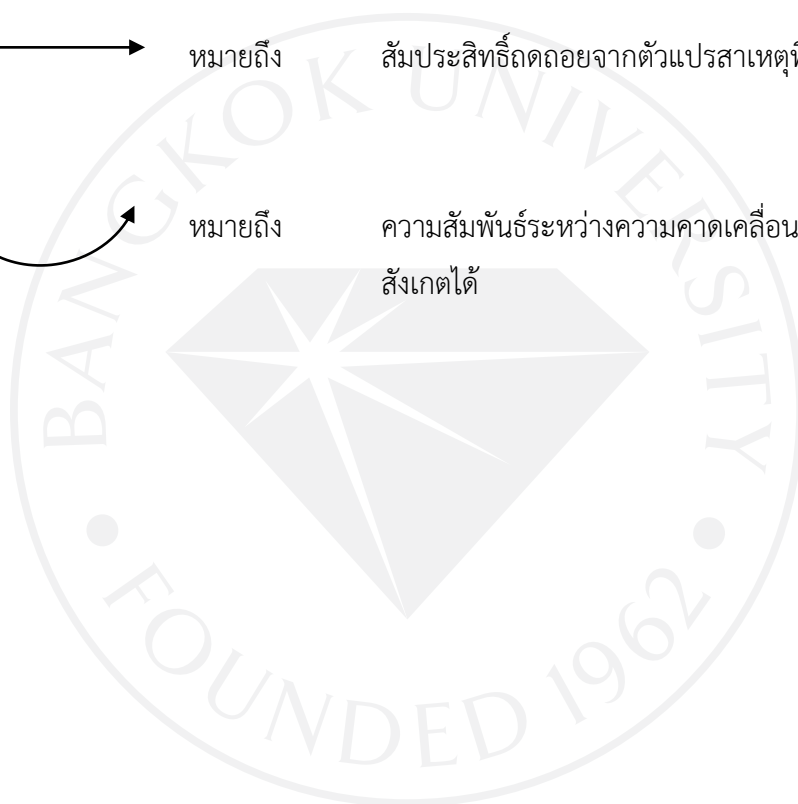 หมายถึง สัมประสิทธิ์ถดถอยจากตัวแปรสาเหตุที่
หมายถึง ความสัมพันธ์ระหว่างความคาดเคลื่อน
สังเกตได้
BANGKOK UNIVERSITY
FOUNDED 1962